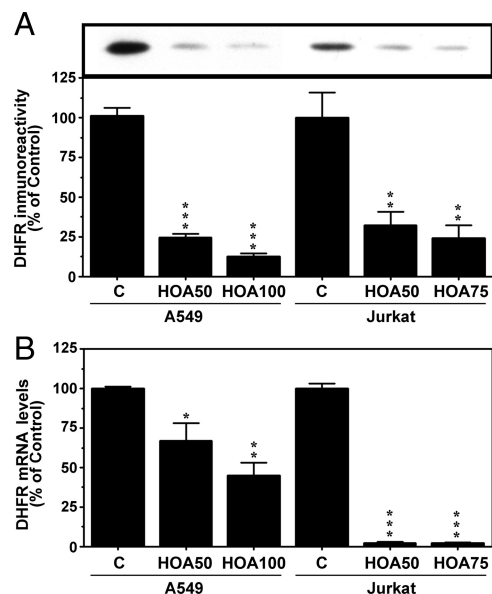 A
125
100
75
50
25
0
DHFR inmunoreactivity
(% of Control)
***
***
**
**
C HOA50 HOA100 C HOA50 HOA75
A549 Jurkat
B
125
100
75
50
25
0
DHFR mRNA levels
(% of Control)
*
**
***
***
C HOA50 HOA100 C HOA50 HOA75
A549 Jurkat